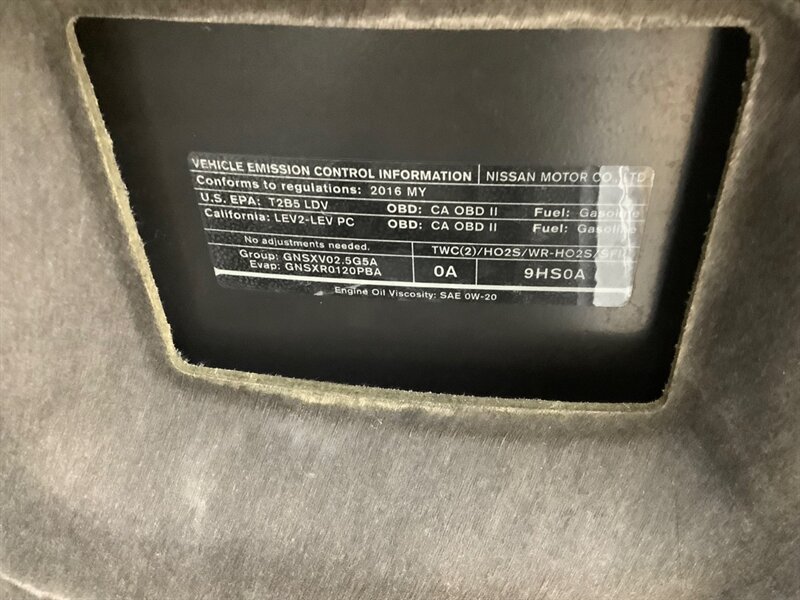 VEHICLE EMISSION CONTROL INFORMATION NISSAN MOTOR CO., LTD
Conforms to regulations: 2016 MY
U.S. EPA: T2B5 LDV OBD: CA OBD II Fuel: Gasoline
California: LEV2-LEV PC OBD: CA OBD II Fuel: Gasoline
No adjustments needed. TWC(2)/HO2S/WR-HO2S/SFI
Group: GNSXV02.5G5A
Evap: GNSXR0120PBA 0A 9HS0A
Engine Oil Viscosity: SAE 0W-20